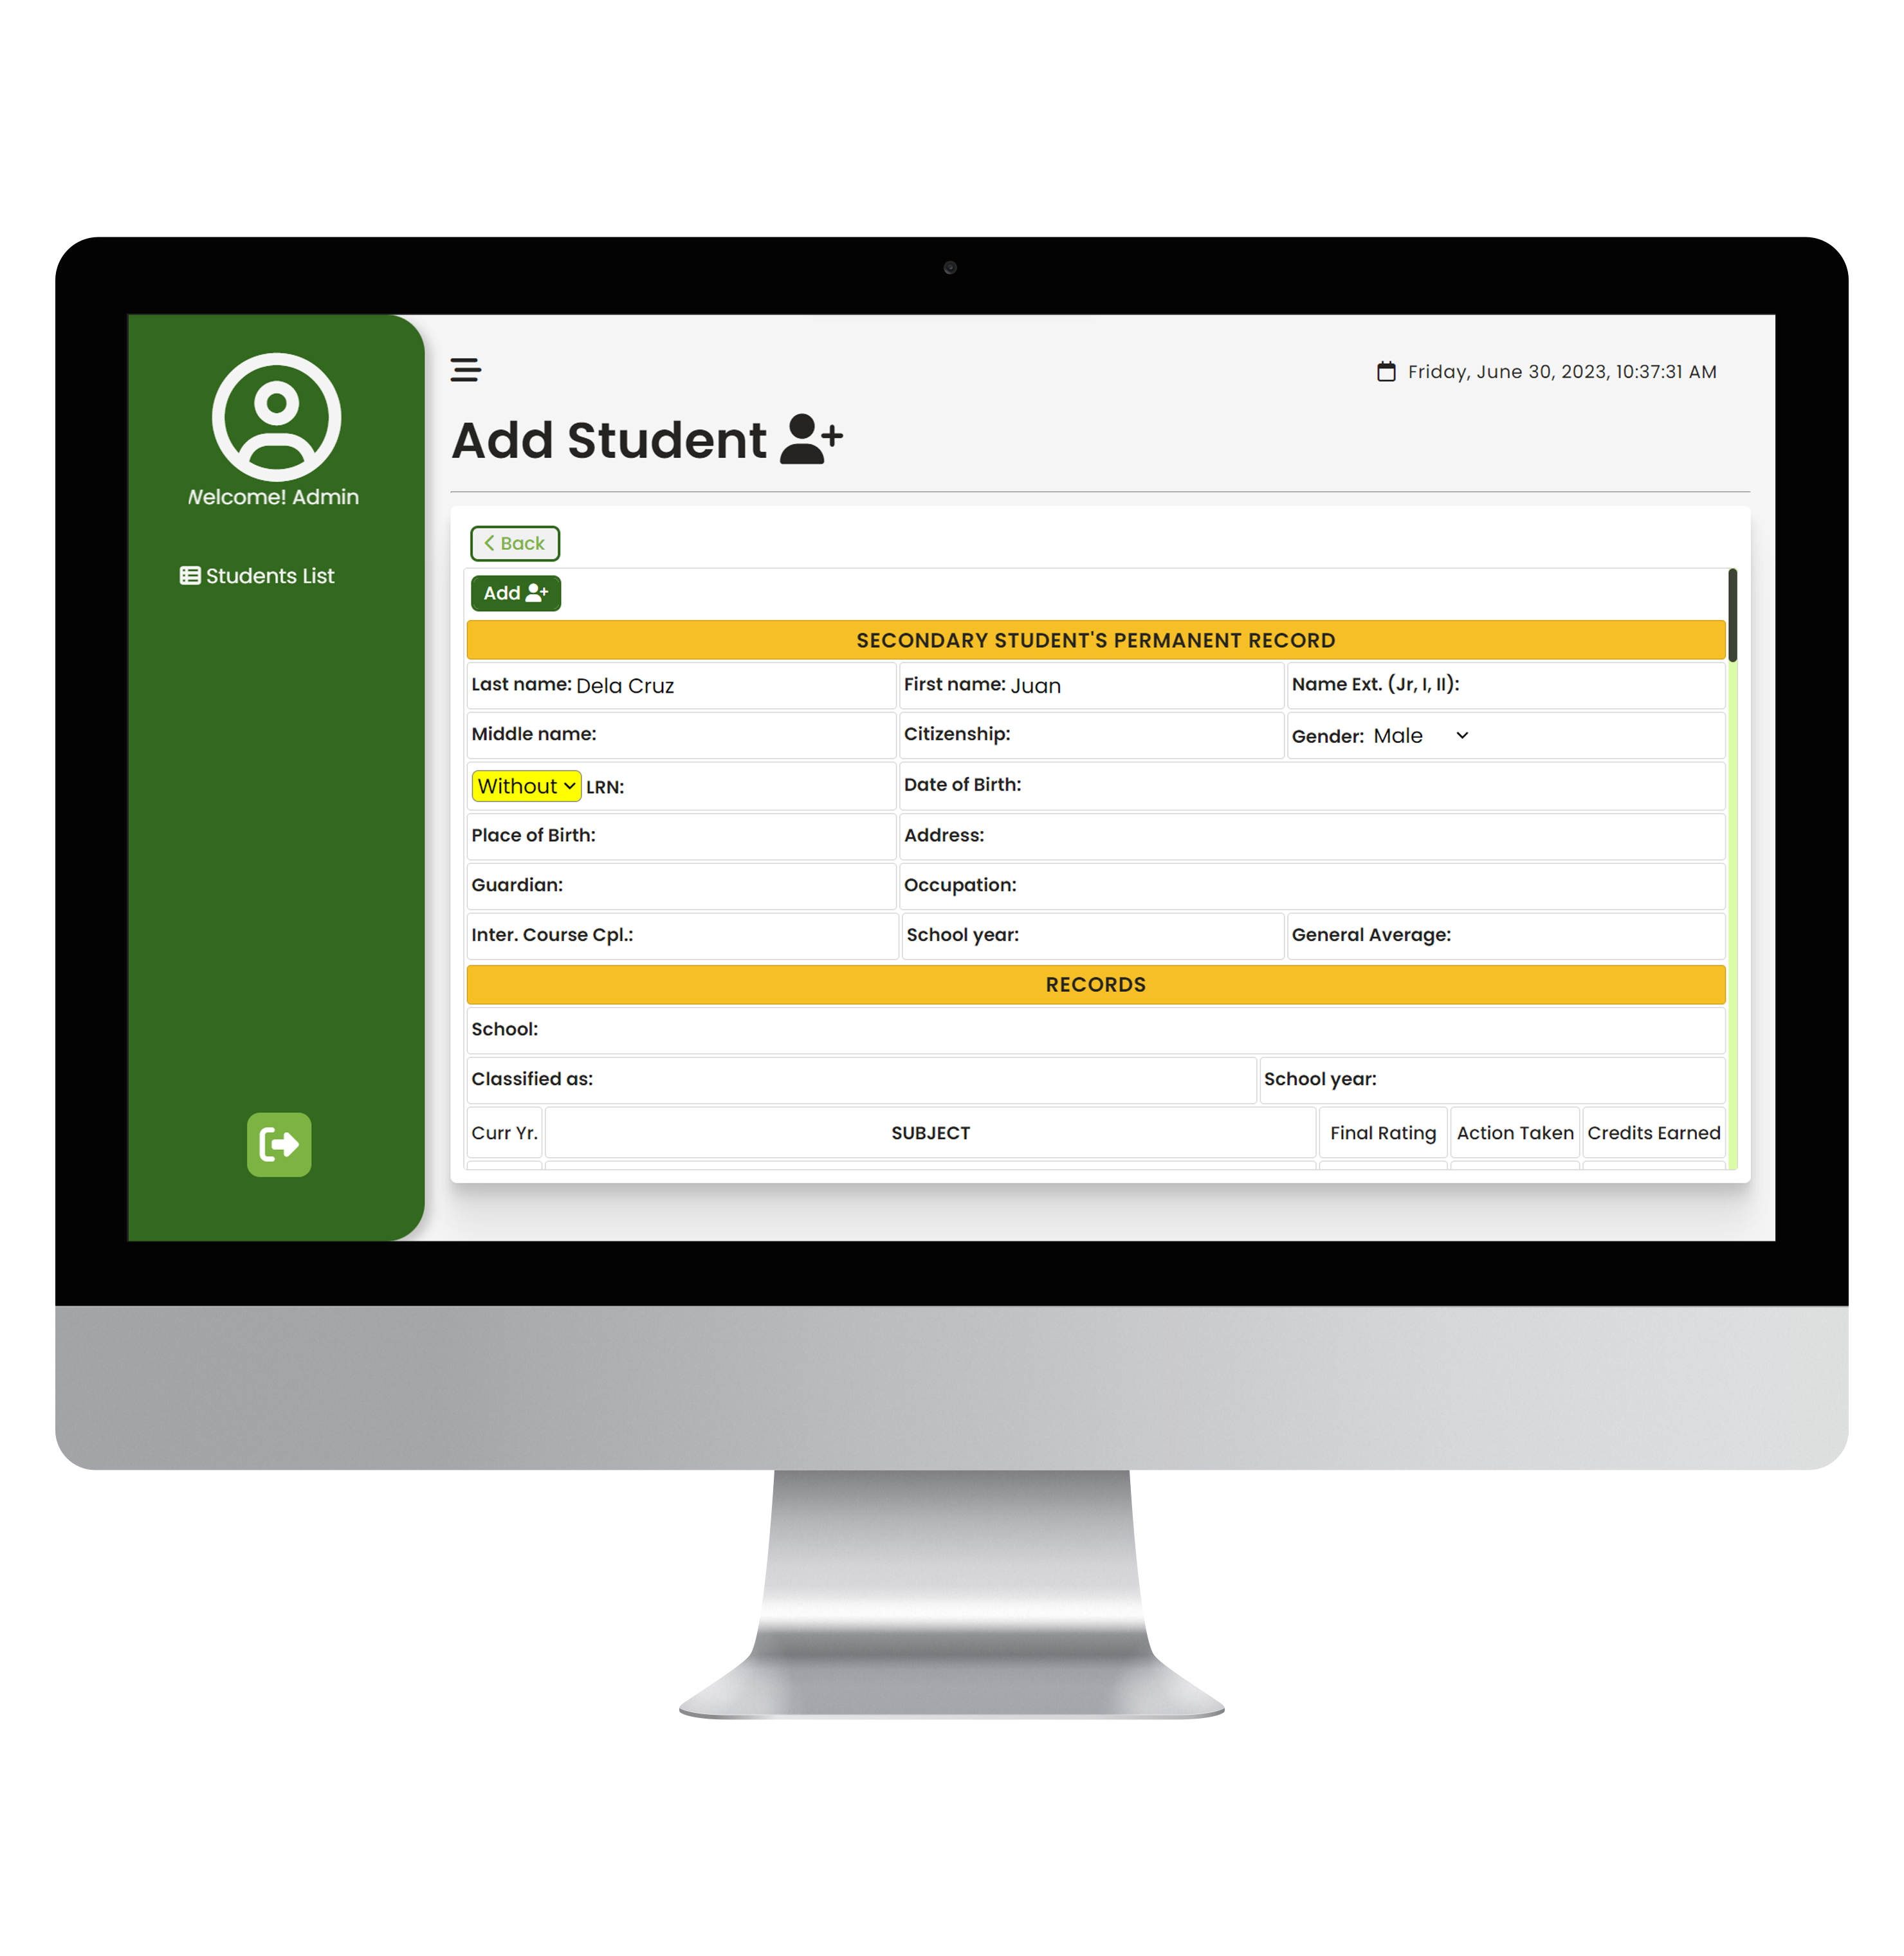 Welcome! Admin
Students List
Friday, June 30, 2023, 10:37:31 AM
Add Student
Back
Add
SECONDARY STUDENT'S PERMANENT RECORD
Last name: Dela Cruz First name: Juan Name Ext. (Jr, I, II):
Middle name: Citizenship: Gender: Male
Without LRN: Date of Birth:
Place of Birth: Address:
Guardian: Occupation:
Inter. Course Cpl.: School year: General Average:
RECORDS
School:
Classified as: School year:
Curr Yr. SUBJECT Final Rating Action Taken Credits Earned